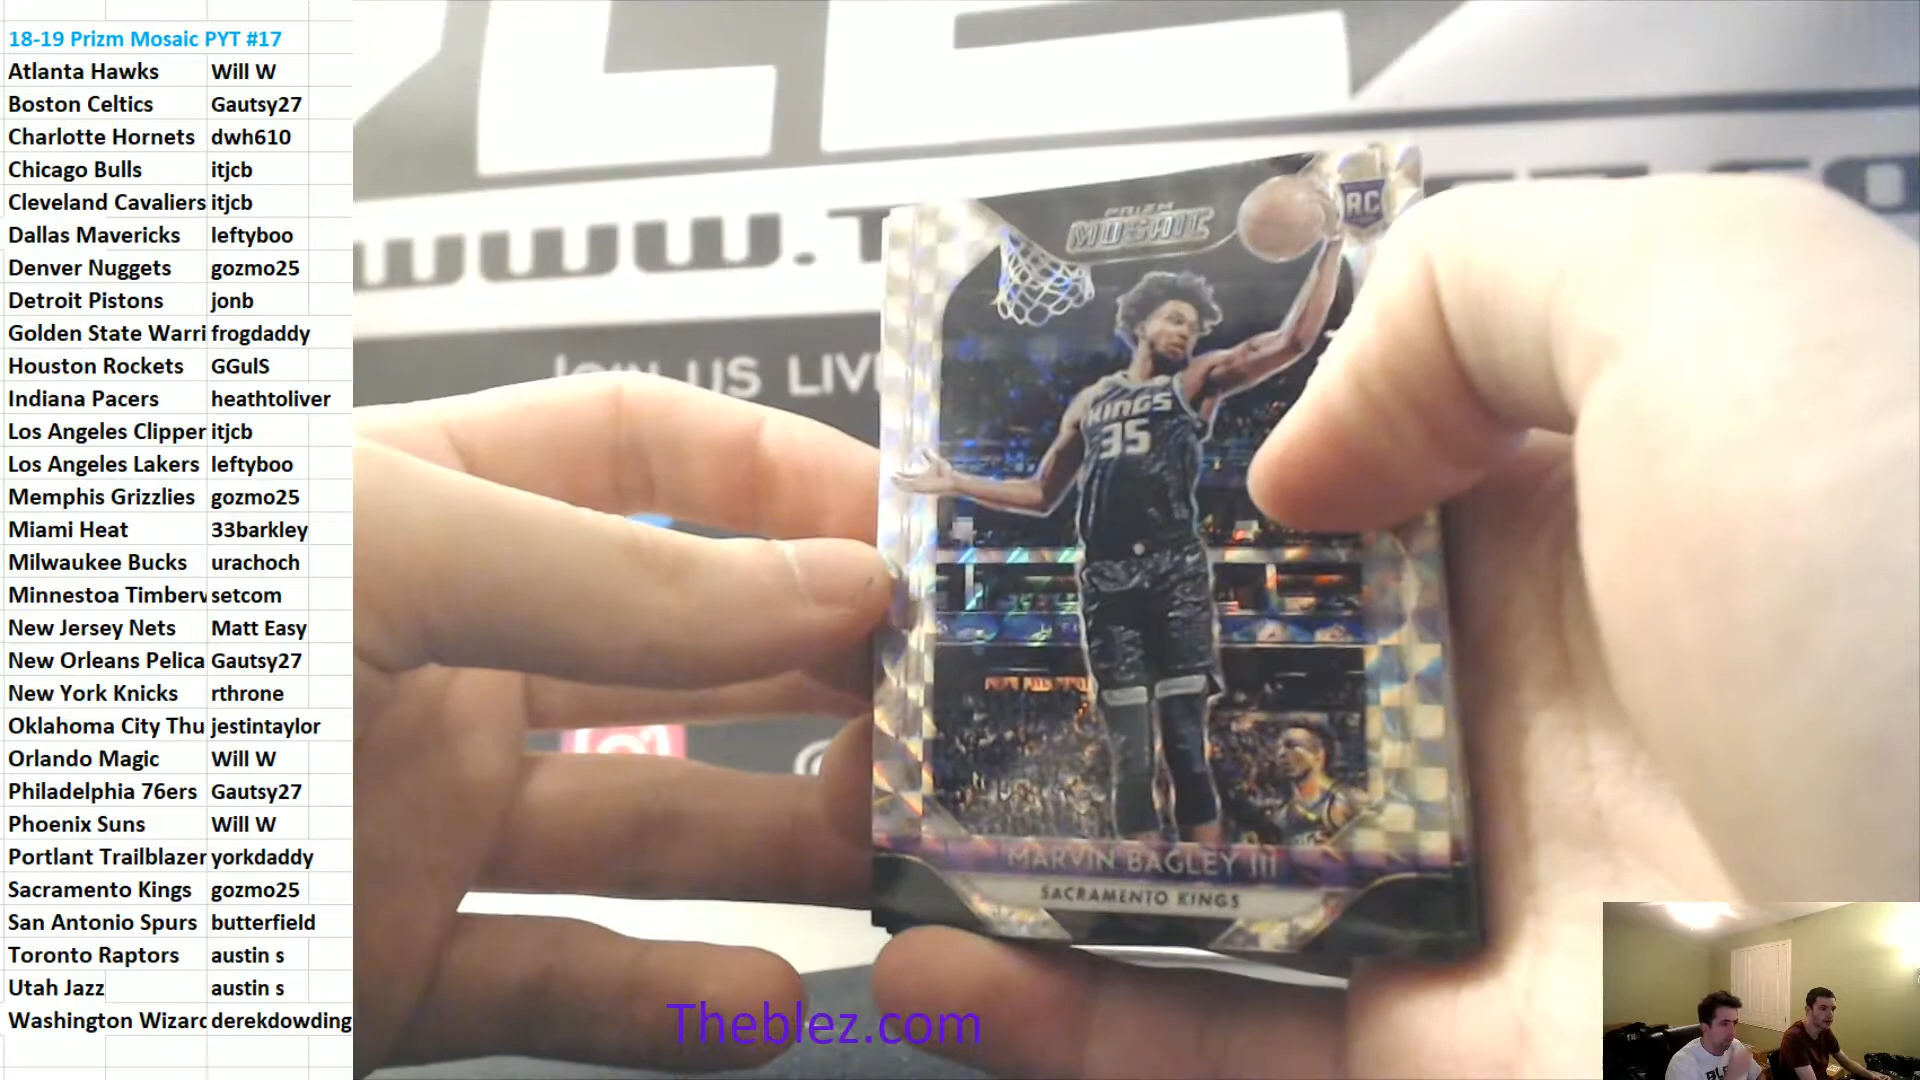 18-19 Prizm Mosaic PYT #17
Atlanta Hawks Will W
Boston Celtics Gautsy27
Charlotte Hornets dwh610
Chicago Bulls itjcb
Cleveland Cavaliers itjcb
Dallas Mavericks leftyboo
Denver Nuggets gozmo25
Detroit Pistons jonb
Golden State Warri frogdaddy
Houston Rockets GGuIS
Indiana Pacers heathtoliver
Los Angeles Clipper itjcb
Los Angeles Lakers leftyboo
Memphis Grizzlies gozmo25
Miami Heat 33barkley
Milwaukee Bucks urachoch
Minnestoa Timberv setcom
New Jersey Nets Matt Easy
New Orleans Pelica Gautsy27
New York Knicks rthrone
Oklahoma City Thu jestintaylor
Orlando Magic Will W
Philadelphia 76ers Gautsy27
Phoenix Suns Will W
Portlant Trailblazer yorkdaddy
Sacramento Kings gozmo25
San Antonio Spurs butterfield
Toronto Raptors austin s
Utah Jazz austin s
Washington Wizard derekdowding
www.T
JOIN US LIVE
PRIZM
MOSAIC
RC
KINGS
35
MARVIN BAGLEY III
SACRAMENTO KINGS
Theblez.com